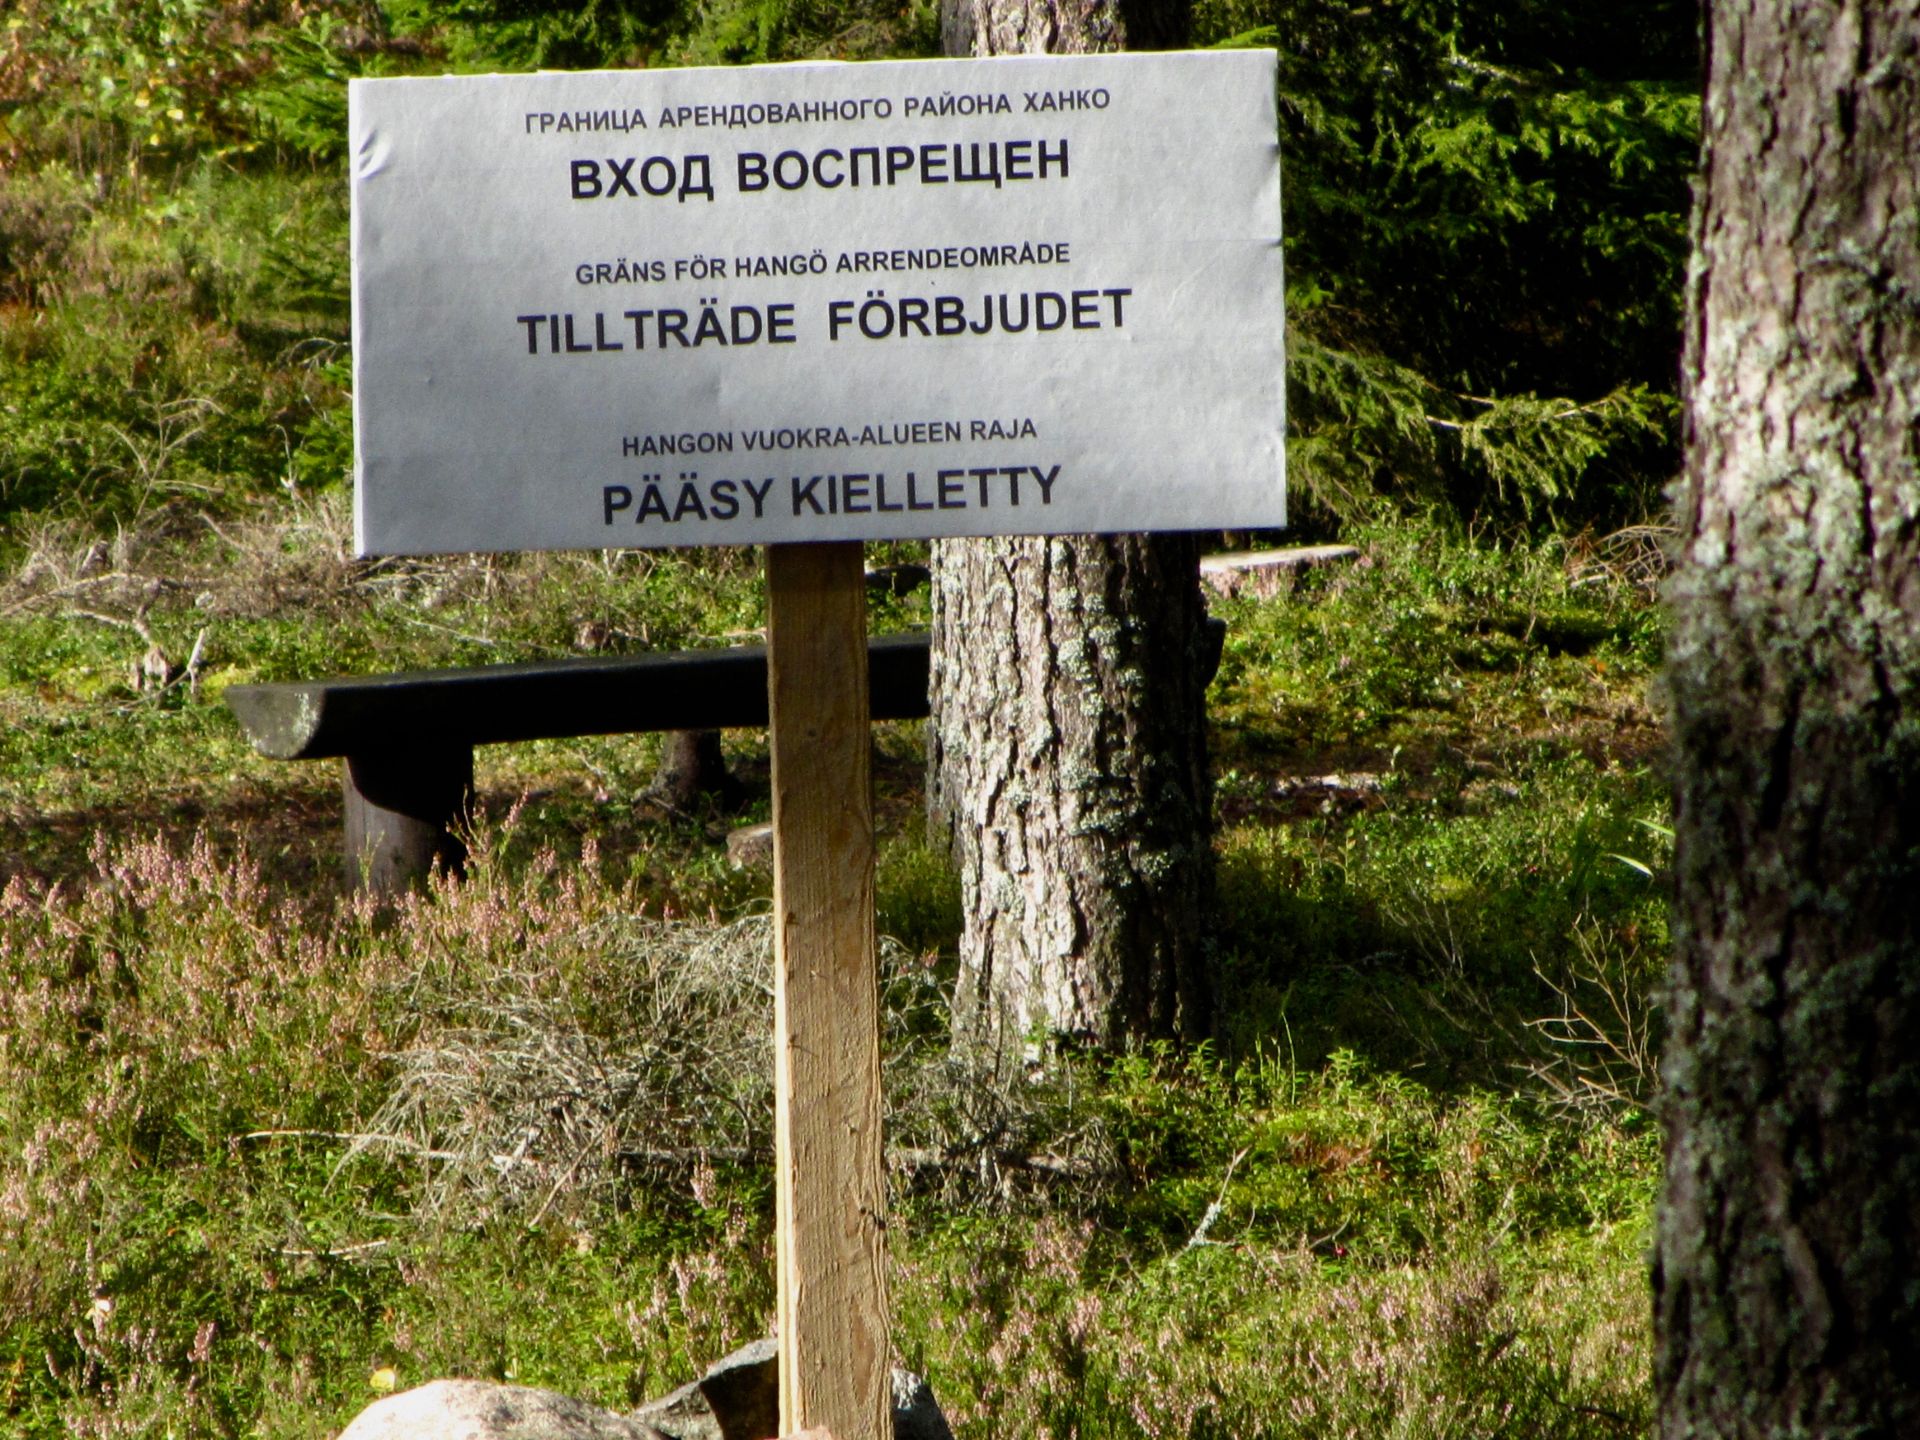 ГРАНИЦА АРЕНДОВАННОГО РАЙОНА ХАНКО
ВХОД ВОСПРЕЩЕН
GRÄNS FÖR HANGÖ ARRENDEOMRÅDE
TILLTRÄDE FÖRBJUDET
HANGON VUOKRA-ALUEEN RAJA
PÄÄSY KIELLETTY